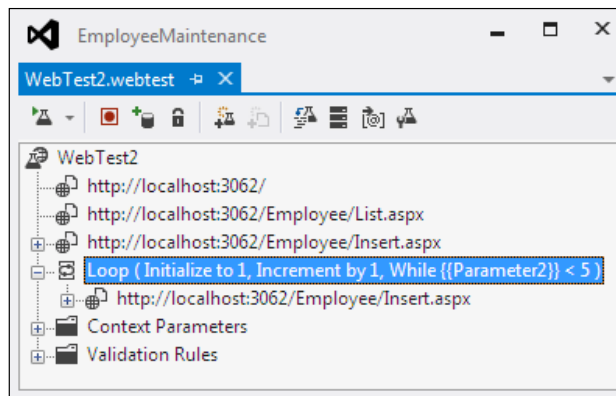 EmployeeMaintenance
WebTest2.webtest
WebTest2
http://localhost:3062/
http://localhost:3062/Employee/List.aspx
http://localhost:3062/Employee/Insert.aspx
Loop ( Initialize to 1, Increment by 1, While {{Parameter2}} < 5 )
http://localhost:3062/Employee/Insert.aspx
Context Parameters
Validation Rules